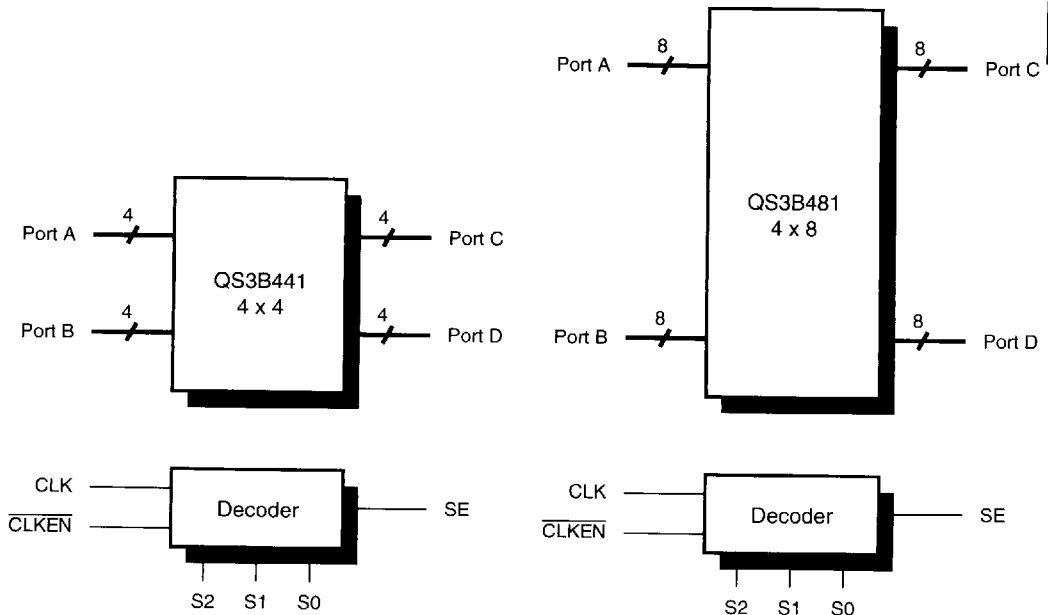 8
Port A
8
Port C
QS3B481
4 x 8
8
Port B
8
Port D
4
Port A
4
Port C
QS3B441
4 x 4
4
Port B
4
Port D
CLK
CLKEN
Decoder
SE
S2 S1 S0
CLK
CLKEN
Decoder
SE
S2 S1 S0